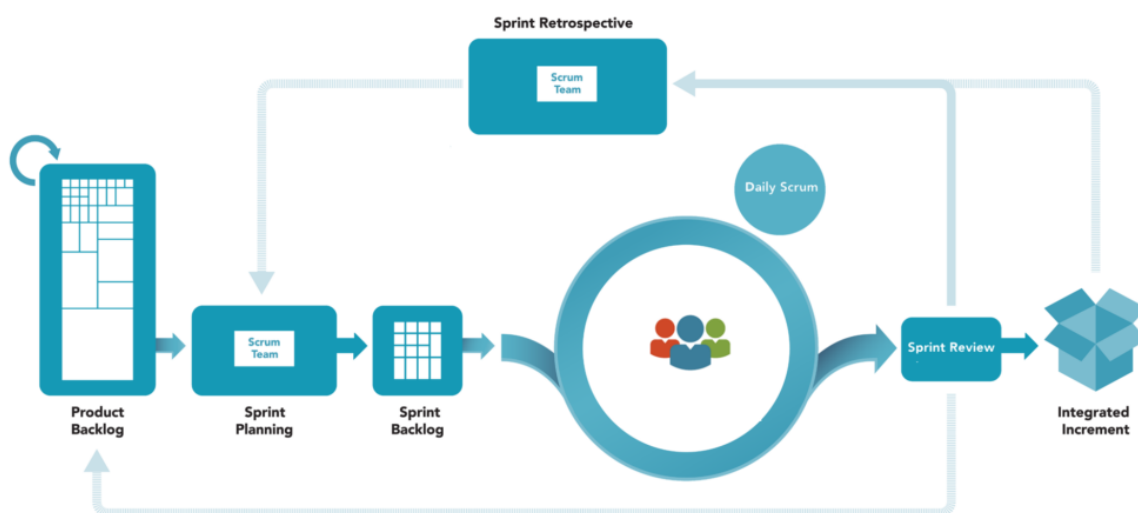 Sprint Retrospective
Scrum
Team
Daily Scrum
Scrum
Team
Sprint Review
Product
Backlog
Sprint
Planning
Sprint
Backlog
Integrated
Increment